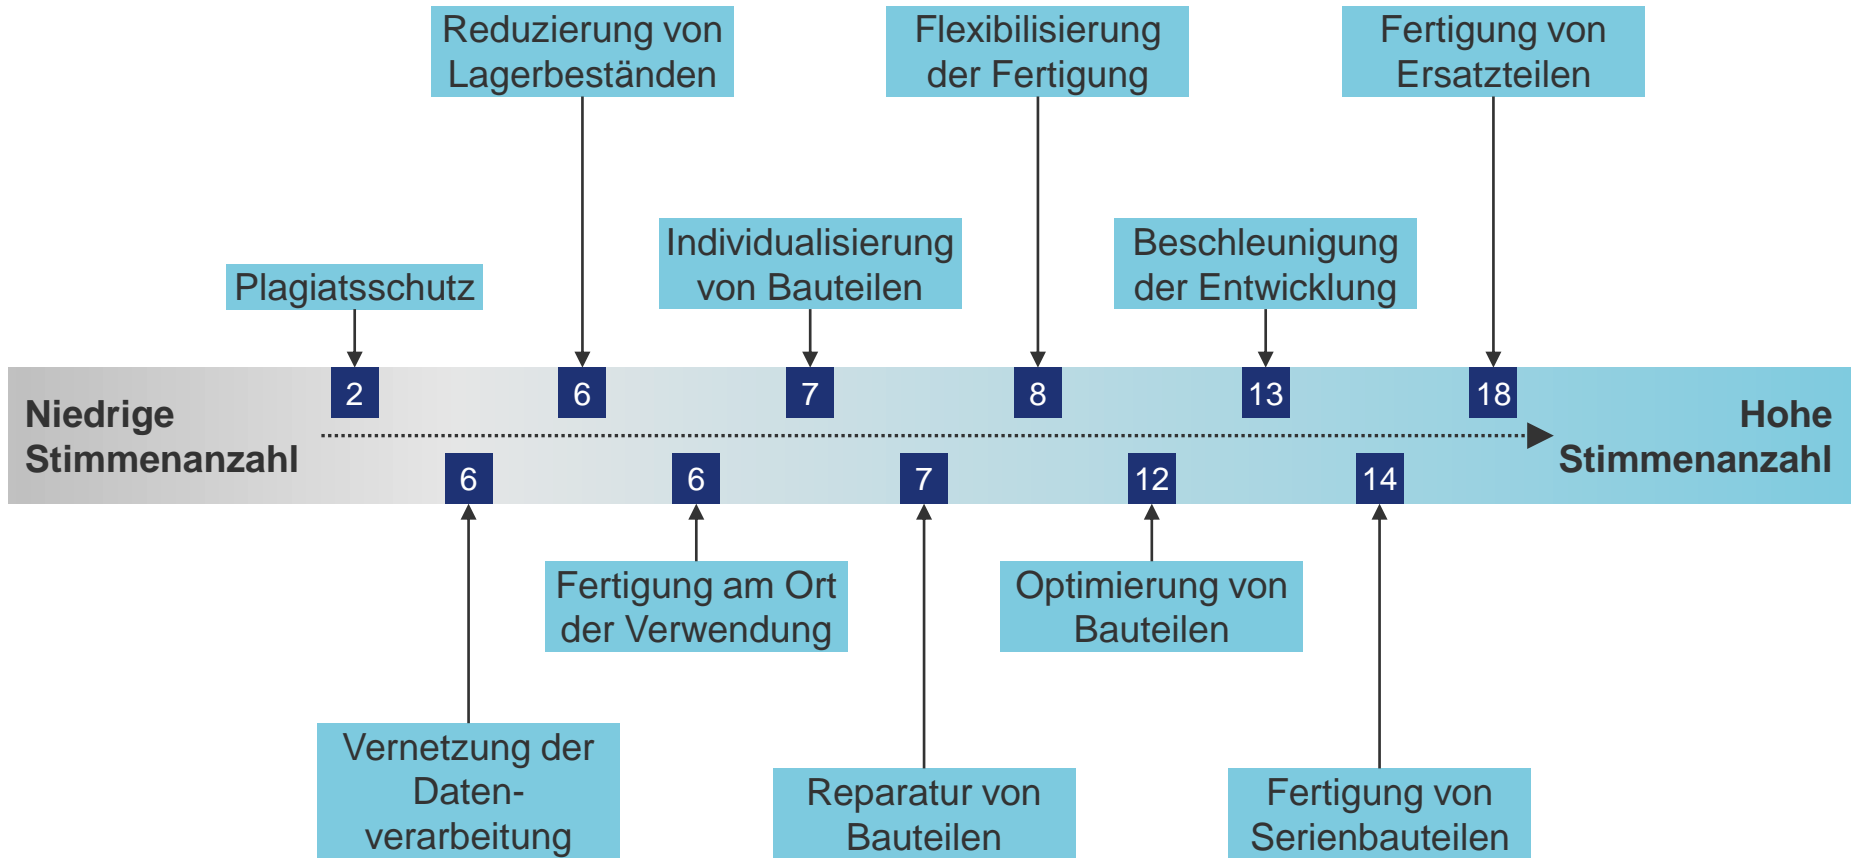 Reduzierung von
Lagerbeständen
Flexibilisierung
der Fertigung
Fertigung von
Ersatzteilen
Plagiatsschutz
Individualisierung
von Bauteilen
Beschleunigung
der Entwicklung
2
6
7
8
13
18
Niedrige
Stimmenanzahl
Hohe
Stimmenanzahl
6
6
7
12
14
Fertigung am Ort
der Verwendung
Optimierung von
Bauteilen
Vernetzung der
Daten-
verarbeitung
Reparatur von
Bauteilen
Fertigung von
Serienbauteilen